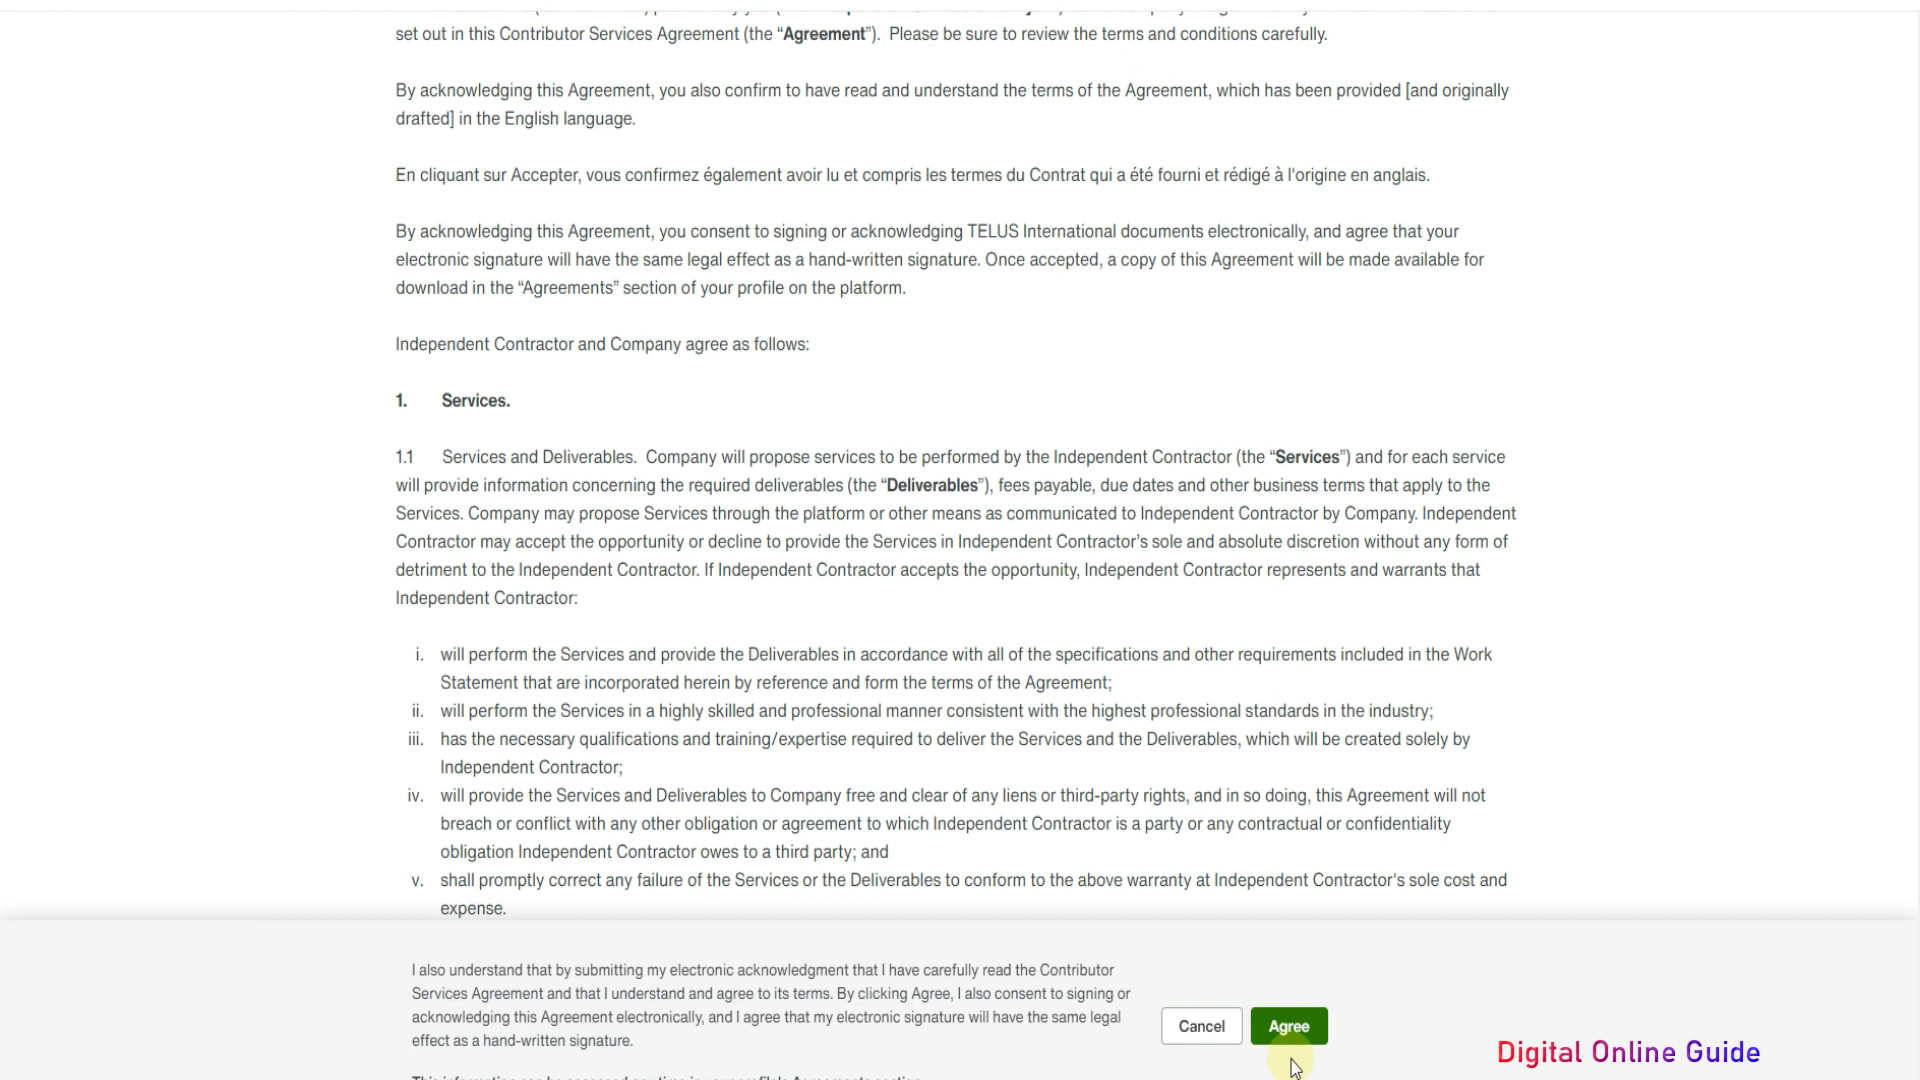 set out in this Contributor Services Agreement (the “Agreement”).  Please be sure to review the terms and conditions carefully.
By acknowledging this Agreement, you also confirm to have read and understand the terms of the Agreement, which has been provided [and originally
drafted] in the English language.
En cliquant sur Accepter, vous confirmez également avoir lu et compris les termes du Contrat qui a été fourni et rédigé à l'origine en anglais.
By acknowledging this Agreement, you consent to signing or acknowledging TELUS International documents electronically, and agree that your
electronic signature will have the same legal effect as a hand-written signature. Once accepted, a copy of this Agreement will be made available for
download in the “Agreements” section of your profile on the platform.
Independent Contractor and Company agree as follows:
1. Services.
1.1 Services and Deliverables.  Company will propose services to be performed by the Independent Contractor (the “Services”) and for each service
will provide information concerning the required deliverables (the “Deliverables”), fees payable, due dates and other business terms that apply to the
Services. Company may propose Services through the platform or other means as communicated to Independent Contractor by Company. Independent
Contractor may accept the opportunity or decline to provide the Services in Independent Contractor’s sole and absolute discretion without any form of
detriment to the Independent Contractor. If Independent Contractor accepts the opportunity, Independent Contractor represents and warrants that
Independent Contractor:
i. will perform the Services and provide the Deliverables in accordance with all of the specifications and other requirements included in the Work
Statement that are incorporated herein by reference and form the terms of the Agreement;
ii. will perform the Services in a highly skilled and professional manner consistent with the highest professional standards in the industry;
iii. has the necessary qualifications and training/expertise required to deliver the Services and the Deliverables, which will be created solely by
Independent Contractor;
iv. will provide the Services and Deliverables to Company free and clear of any liens or third-party rights, and in so doing, this Agreement will not
breach or conflict with any other obligation or agreement to which Independent Contractor is a party or any contractual or confidentiality
obligation Independent Contractor owes to a third party; and
v. shall promptly correct any failure of the Services or the Deliverables to conform to the above warranty at Independent Contractor's sole cost and
expense.
I also understand that by submitting my electronic acknowledgment that I have carefully read the Contributor
Services Agreement and that I understand and agree to its terms. By clicking Agree, I also consent to signing or
acknowledging this Agreement electronically, and I agree that my electronic signature will have the same legal
effect as a hand-written signature.
Cancel
Agree
Digital Online Guide